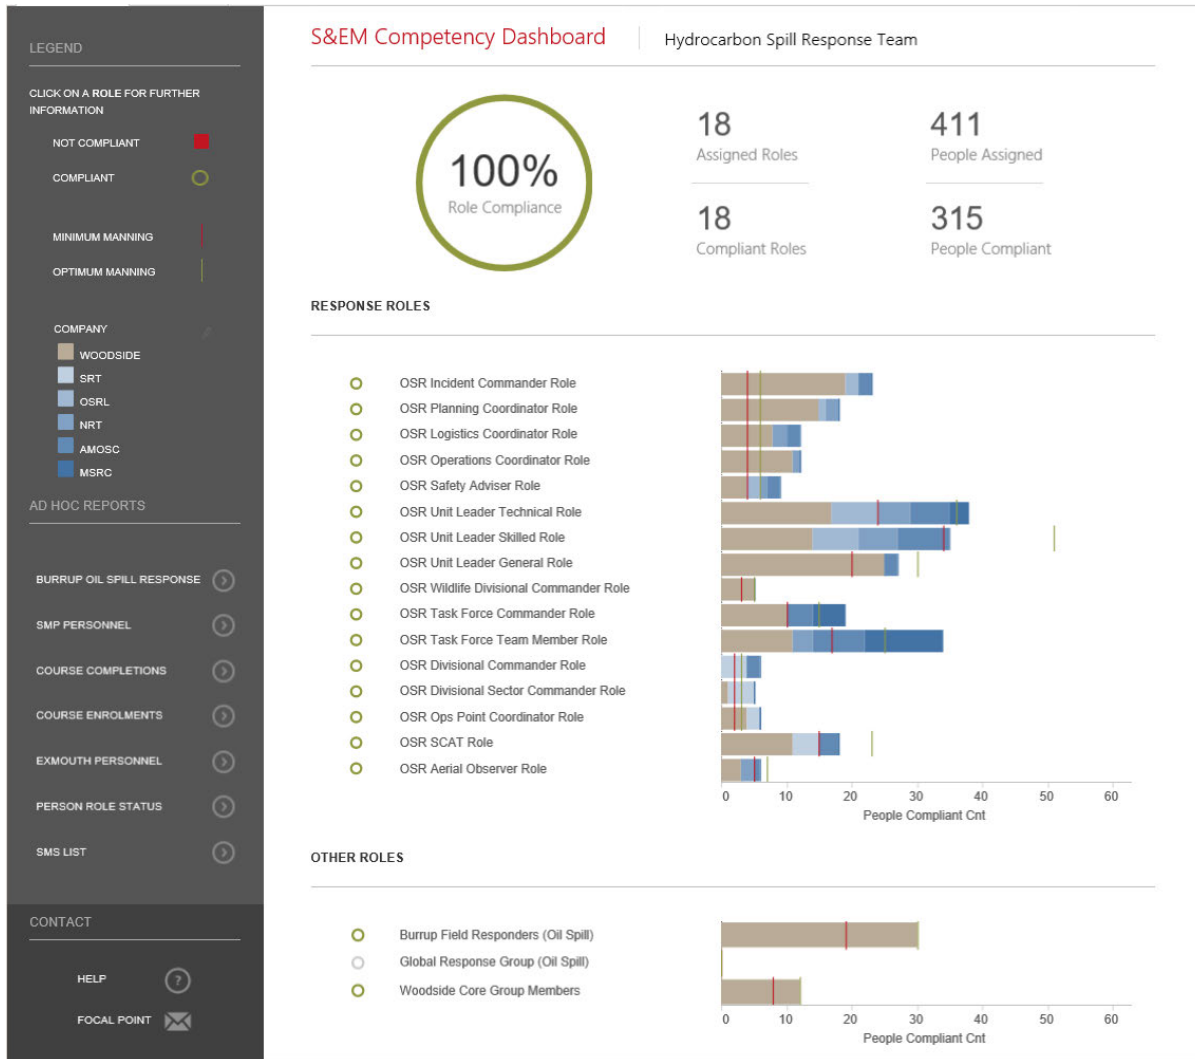 LEGEND
CLICK ON A ROLE FOR FURTHER
INFORMATION
NOT COMPLIANT
COMPLIANT
MINIMUM MANNING
OPTIMUM MANNING
COMPANY
WOODSIDE
SRT
OSRL
NRT
AMOSC
MSRC
AD HOC REPORTS
BURRUP OIL SPILL RESPONSE
SMP PERSONNEL
COURSE COMPLETIONS
COURSE ENROLMENTS
EXMOUTH PERSONNEL
PERSON ROLE STATUS
SMS LIST
CONTACT
HELP ?
FOCAL POINT
S&EM Competency Dashboard Hydrocarbon Spill Response Team
100%
Role Compliance
18
Assigned Roles
411
People Assigned
18
Compliant Roles
315
People Compliant
RESPONSE ROLES
OSR Incident Commander Role
OSR Planning Coordinator Role
OSR Logistics Coordinator Role
OSR Operations Coordinator Role
OSR Safety Adviser Role
OSR Unit Leader Technical Role
OSR Unit Leader Skilled Role
OSR Unit Leader General Role
OSR Wildlife Divisional Commander Role
OSR Task Force Commander Role
OSR Task Force Team Member Role
OSR Divisional Commander Role
OSR Divisional Sector Commander Role
OSR Ops Point Coordinator Role
OSR SCAT Role
OSR Aerial Observer Role
0 10 20 30 40 50 60
People Compliant Cnt
OTHER ROLES
Burrup Field Responders (Oil Spill)
Global Response Group (Oil Spill)
Woodside Core Group Members
0 10 20 30 40 50 60
People Compliant Cnt